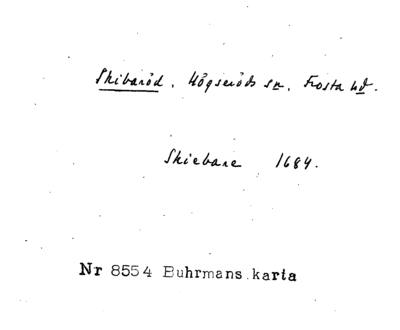 Skibaröd, Högseröds sn, Frosta hd.
Skiebare 1684.
Nr 8554 Buhrmans karta